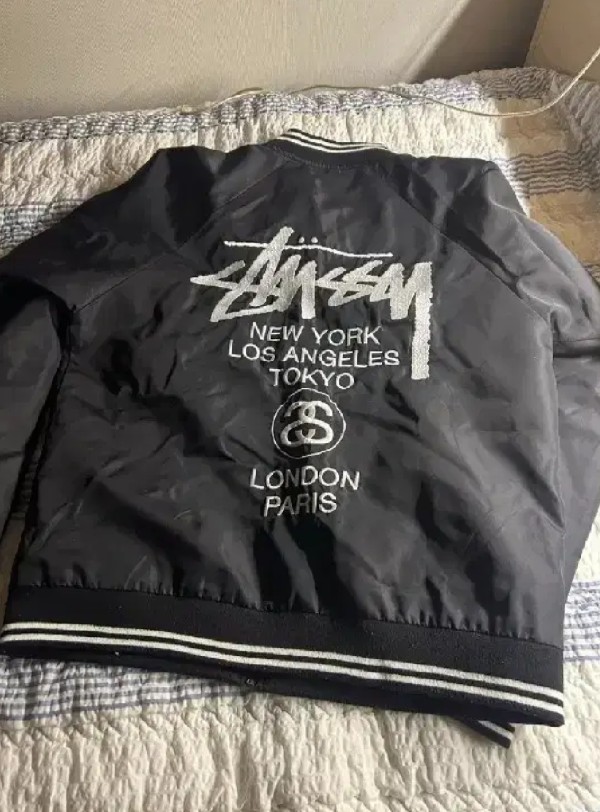 STÜSSY
NEW YORK
LOS ANGELES
TOKYO
SS
LONDON
PARIS